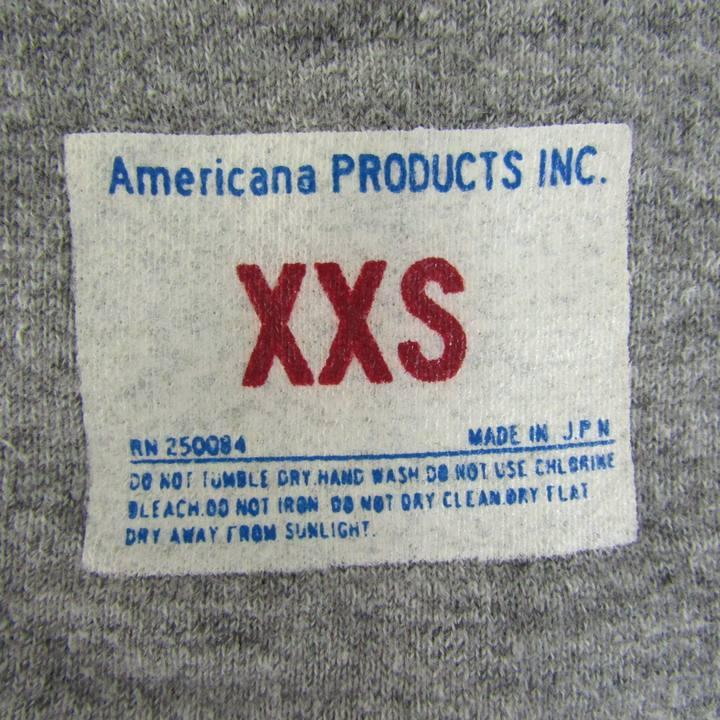 Americana PRODUCTS INC.
XXS
RN 250084
MADE IN J.P.N
DO NOT TUMBLE DRY.HAND WASH.DO NOT USE CHLORINE
BLEACH.DO NOT IRON. DO NOT DRY CLEAN.DRY FLAT
DRY AWAY FROM SUNLIGHT.